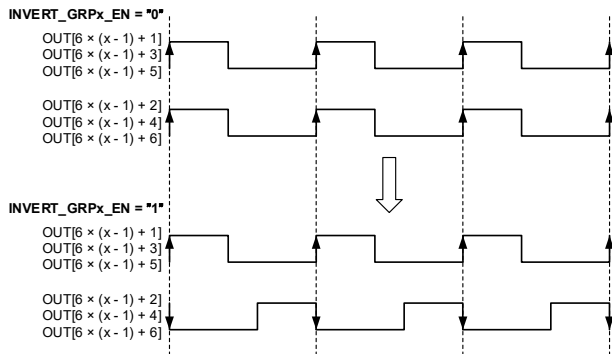 INVERT_GRPx_EN = "0"
OUT[6 × (x - 1) + 1]
OUT[6 × (x - 1) + 3]
OUT[6 × (x - 1) + 5]
OUT[6 × (x - 1) + 2]
OUT[6 × (x - 1) + 4]
OUT[6 × (x - 1) + 6]
INVERT_GRPx_EN = "1"
OUT[6 × (x - 1) + 1]
OUT[6 × (x - 1) + 3]
OUT[6 × (x - 1) + 5]
OUT[6 × (x - 1) + 2]
OUT[6 × (x - 1) + 4]
OUT[6 × (x - 1) + 6]